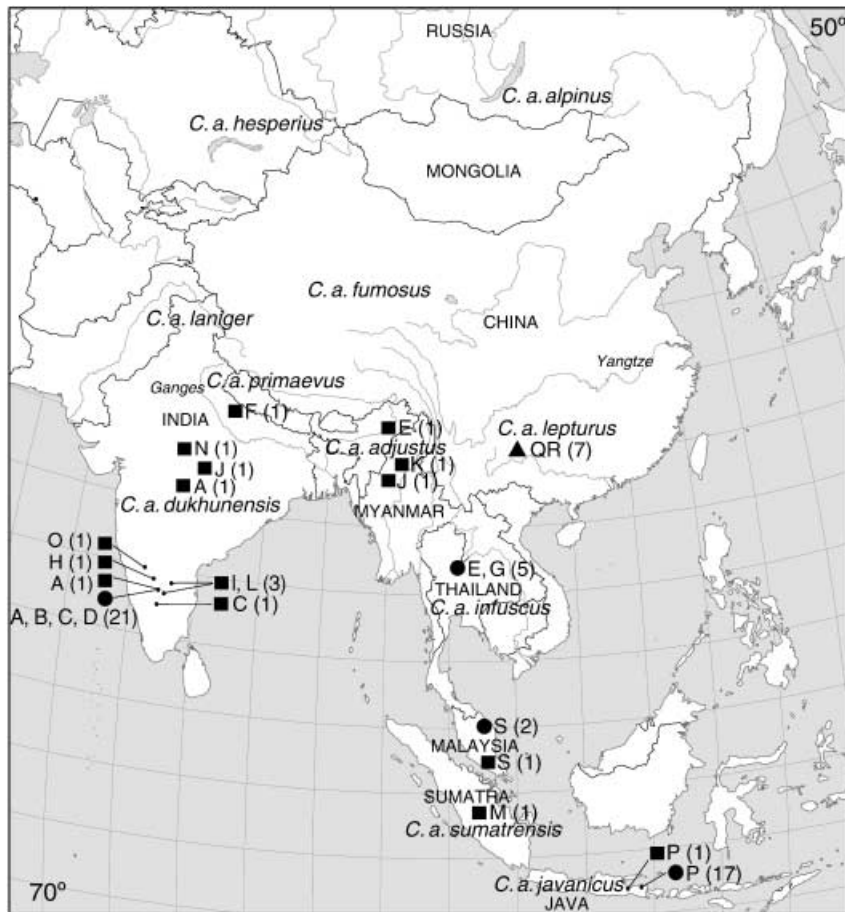 50º
RUSSIA
C. a. alpinus
C. a. hesperius
MONGOLIA
C. a. fumosus
CHINA
C. a. laniger
Yangtze
C. a. primaevus
Ganges
F (1)
INDIA
E (1)
C. a. lepturus
C. a. adjustus
QR (7)
N (1)
K (1)
J (1)
J (1)
A (1)
C. a. dukhunensis
MYANMAR
O (1)
H (1)
A (1)
I, L (3)
C (1)
A, B, C, D (21)
E, G (5)
THAILAND
C. a. infuscus
S (2)
MALAYSIA
S (1)
SUMATRA
M (1)
C. a. sumatrensis
P (1)
P (17)
C. a. javanicus
JAVA
70º